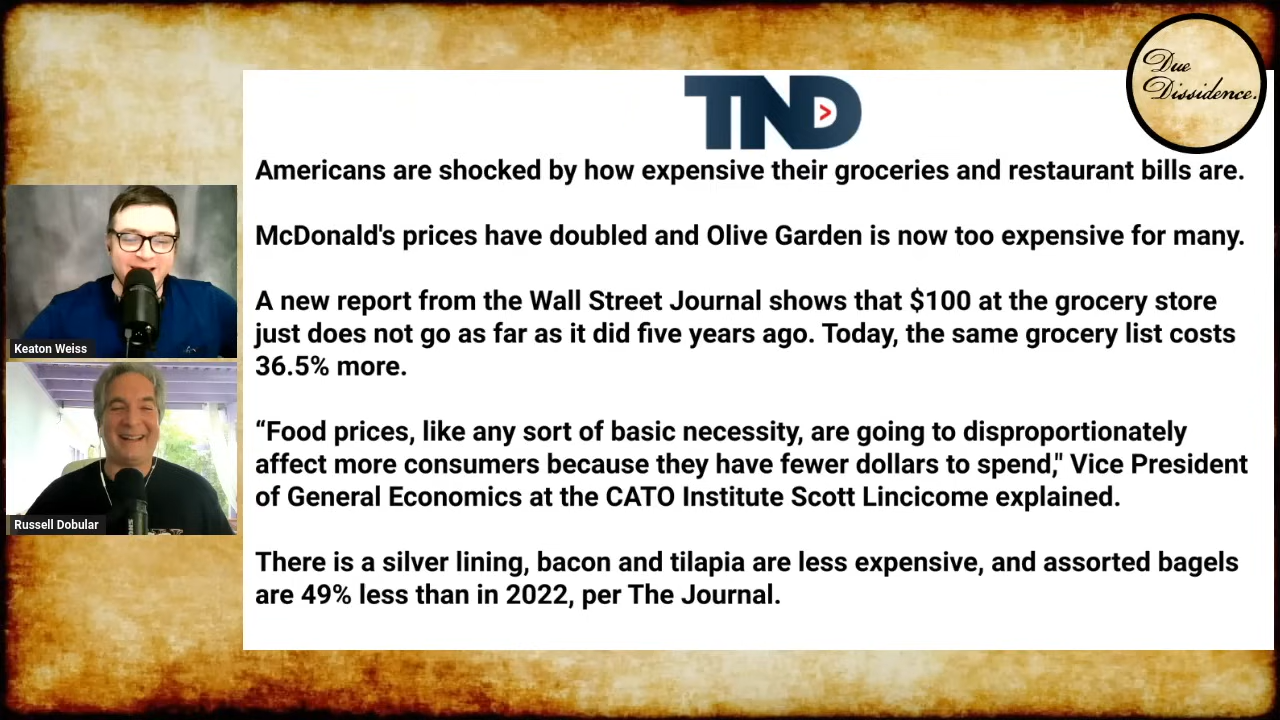 Due
Dissidence.
TND
Americans are shocked by how expensive their groceries and restaurant bills are.
McDonald's prices have doubled and Olive Garden is now too expensive for many.
A new report from the Wall Street Journal shows that $100 at the grocery store
just does not go as far as it did five years ago. Today, the same grocery list costs
36.5% more.
“Food prices, like any sort of basic necessity, are going to disproportionately
affect more consumers because they have fewer dollars to spend," Vice President
of General Economics at the CATO Institute Scott Lincicome explained.
There is a silver lining, bacon and tilapia are less expensive, and assorted bagels
are 49% less than in 2022, per The Journal.
Keaton Weiss
Russell Dobular